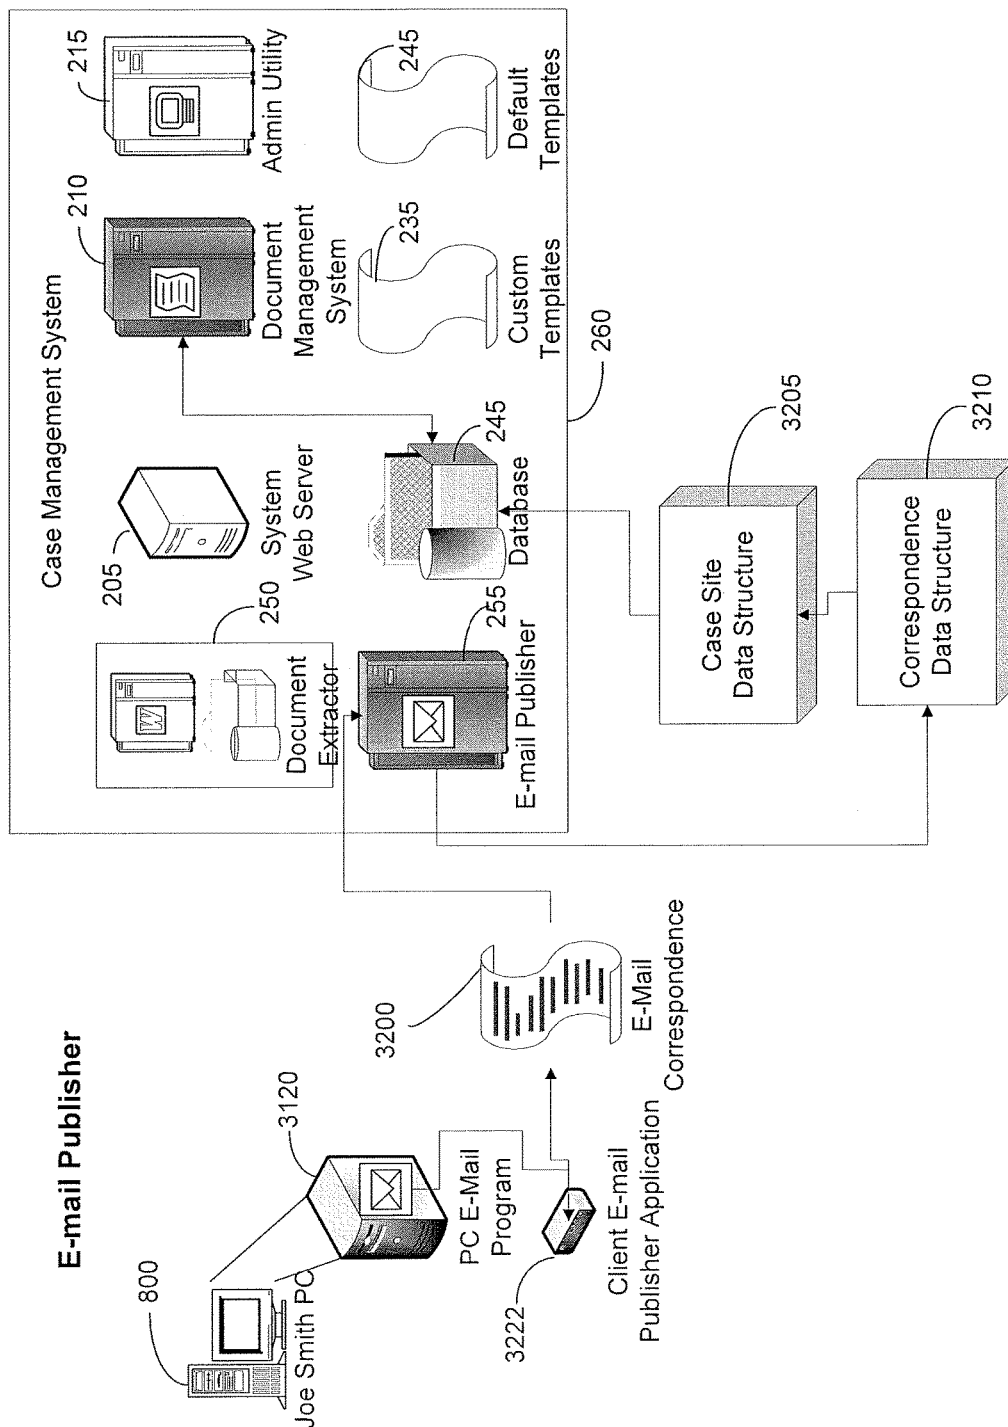 E-mail Publisher
800
Joe Smith PC
3120
PC E-Mail
Program
3222
Client E-mail
Publisher Application
3200
E-Mail
Correspondence
Case Management System
250
W
Document
Extractor
205
System
Web Server
210
Document
Management
System
215
Admin Utility
255
E-mail Publisher
245
Database
235
Custom
Templates
245
Default
Templates
260
3205
Case Site
Data Structure
3210
Correspondence
Data Structure